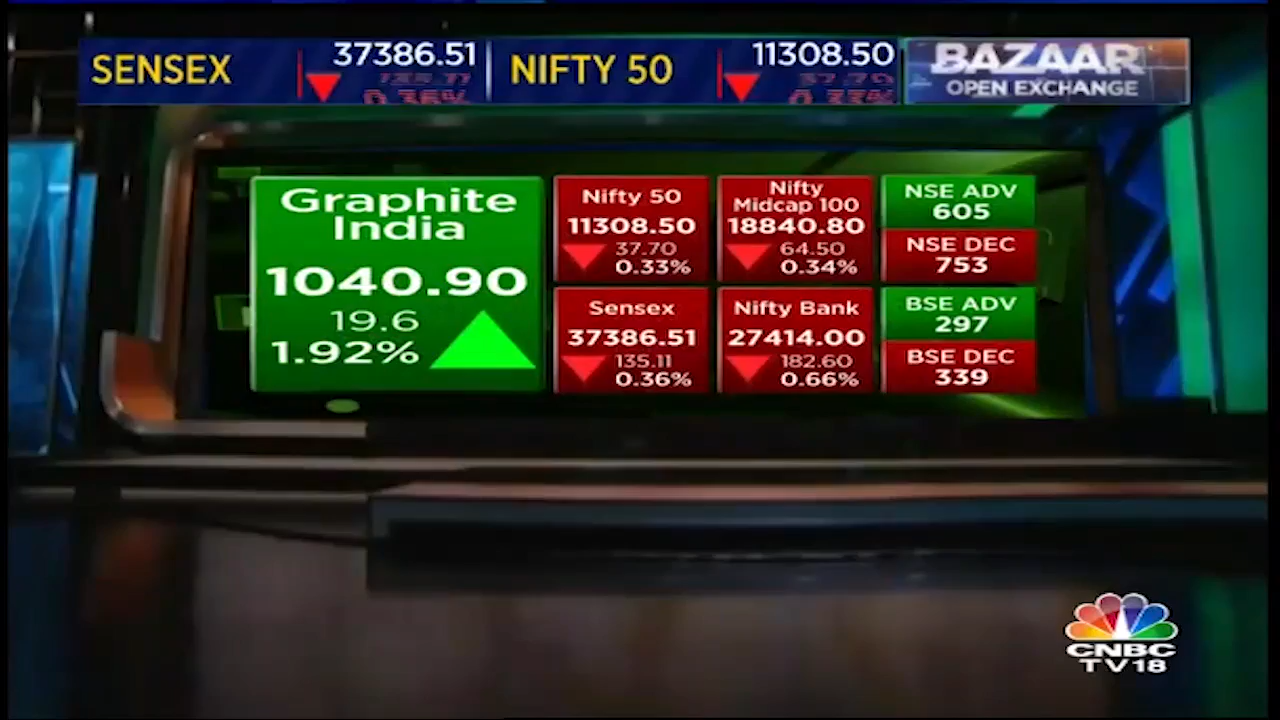 SENSEX
37386.51
NIFTY 50
11308.50
BAZAAR
OPEN EXCHANGE
Graphite
India
1040.90
19.6
1.92%
Nifty 50
11308.50
37.70
0.33%
Nifty
Midcap 100
18840.80
64.50
0.34%
NSE ADV
605
NSE DEC
753
Sensex
37386.51
135.11
0.36%
Nifty Bank
27414.00
182.60
0.66%
BSE ADV
297
BSE DEC
339
CNBC
TV18